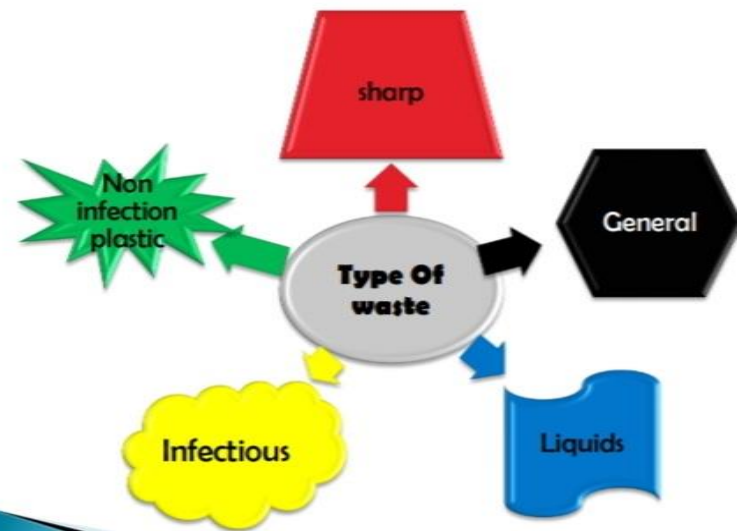 sharp
Non
infection
plastic
General
Type Of
waste
Infectious
Liquids